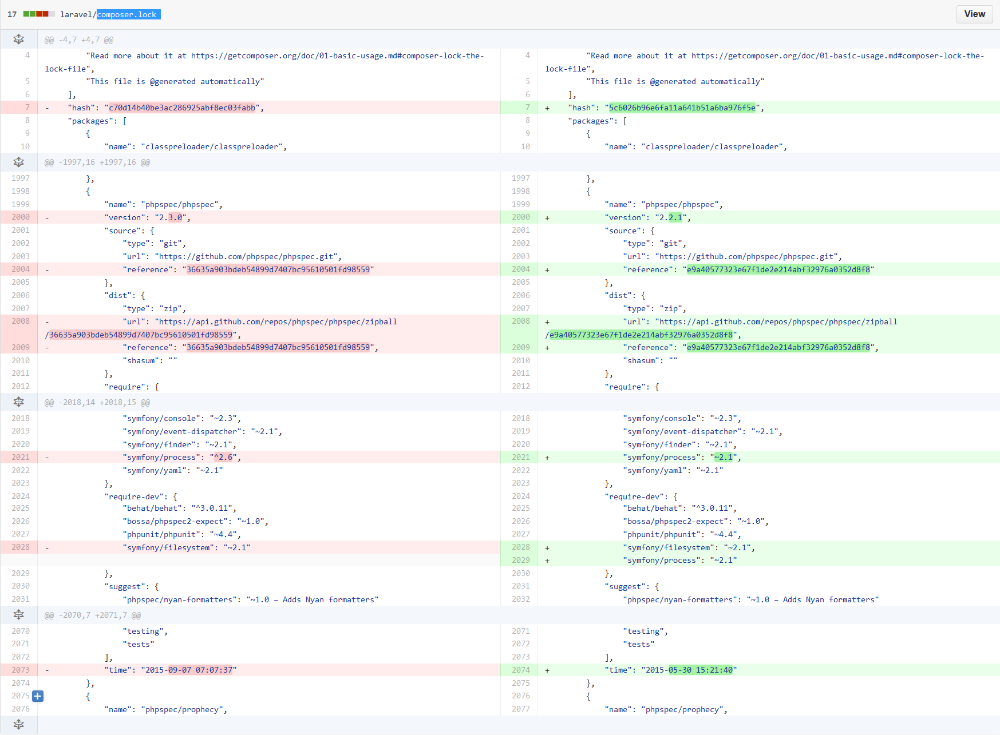 17 laravel/composer.lock View
@@ -4,7 +4,7 @@
4 "Read more about it at https://getcomposer.org/doc/01-basic-usage.md#composer-lock-the- 4 "Read more about it at https://getcomposer.org/doc/01-basic-usage.md#composer-lock-the-
lock-file", lock-file",
5 "This file is @generated automatically" 5 "This file is @generated automatically"
6 ], 6 ],
7 - "hash": "c70d14b40be3ac286925abf8ec03fabb", 7 + "hash": "5c6026b96e6fa11a641b51a6ba976f5e",
8 "packages": [ 8 "packages": [
9 { 9 {
10 "name": "classpreloader/classpreloader", 10 "name": "classpreloader/classpreloader",
@@ -1997,16 +1997,16 @@
1997 }, 1997 },
1998 { 1998 {
1999 "name": "phpspec/phpspec", 1999 "name": "phpspec/phpspec",
2000 - "version": "2.3.0", 2000 + "version": "2.2.1",
2001 "source": { 2001 "source": {
2002 "type": "git", 2002 "type": "git",
2003 "url": "https://github.com/phpspec/phpspec.git", 2003 "url": "https://github.com/phpspec/phpspec.git",
2004 - "reference": "36635a903bdeb54899d7407bc95610501fd98559" 2004 + "reference": "e9a40577323e67f1de2e214abf32976a0352d8f8"
2005 }, 2005 },
2006 "dist": { 2006 "dist": {
2007 "type": "zip", 2007 "type": "zip",
2008 - "url": "https://api.github.com/repos/phpspec/phpspec/zipball 2008 + "url": "https://api.github.com/repos/phpspec/phpspec/zipball
/36635a903bdeb54899d7407bc95610501fd98559", /e9a40577323e67f1de2e214abf32976a0352d8f8",
2009 - "reference": "36635a903bdeb54899d7407bc95610501fd98559", 2009 + "reference": "e9a40577323e67f1de2e214abf32976a0352d8f8",
2010 "shasum": "" 2010 "shasum": ""
2011 }, 2011 },
2012 "require": { 2012 "require": {
@@ -2018,14 +2018,15 @@
2018 "symfony/console": "~2.3", 2018 "symfony/console": "~2.3",
2019 "symfony/event-dispatcher": "~2.1", 2019 "symfony/event-dispatcher": "~2.1",
2020 "symfony/finder": "~2.1", 2020 "symfony/finder": "~2.1",
2021 - "symfony/process": "^2.6", 2021 + "symfony/process": "~2.1",
2022 "symfony/yaml": "~2.1" 2022 "symfony/yaml": "~2.1"
2023 }, 2023 },
2024 "require-dev": { 2024 "require-dev": {
2025 "behat/behat": "^3.0.11", 2025 "behat/behat": "^3.0.11",
2026 "bossa/phpspec2-expect": "~1.0", 2026 "bossa/phpspec2-expect": "~1.0",
2027 "phpunit/phpunit": "~4.4", 2027 "phpunit/phpunit": "~4.4",
2028 - "symfony/filesystem": "~2.1" 2028 + "symfony/filesystem": "~2.1",
2029 + "symfony/process": "~2.1"
2029 }, 2030 },
2030 "suggest": { 2031 "suggest": {
2031 "phpspec/nyan-formatters": "~1.0 – Adds Nyan formatters" 2032 "phpspec/nyan-formatters": "~1.0 – Adds Nyan formatters"
@@ -2070,7 +2071,7 @@
2070 "testing", 2071 "testing",
2071 "tests" 2072 "tests"
2072 ], 2073 ],
2073 - "time": "2015-09-07 07:07:37" 2074 + "time": "2015-05-30 15:21:40"
2074 }, 2075 },
2075 + { 2076 {
2076 "name": "phpspec/prophecy", 2077 "name": "phpspec/prophecy",